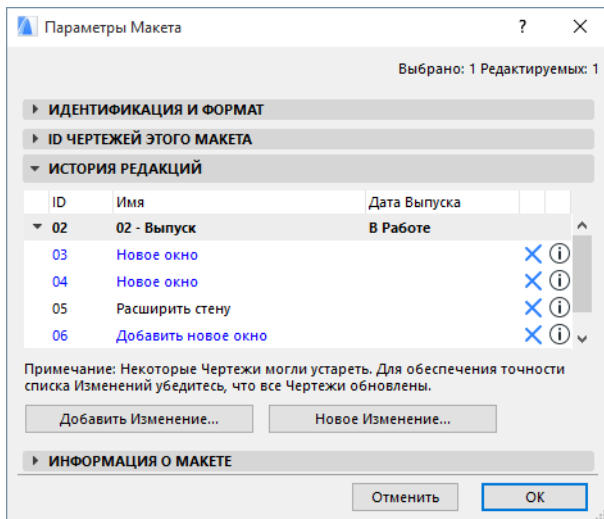 Параметры Макета ?
Выбрано: 1 Редактируемых: 1
ИДЕНТИФИКАЦИЯ И ФОРМАТ
ID ЧЕРТЕЖЕЙ ЭТОГО МАКЕТА
ИСТОРИЯ РЕДАКЦИЙ
ID Имя Дата Выпуска
02 02 - Выпуск В Работе
03 Новое окно
04 Новое окно
05 Расширить стену
06 Добавить новое окно
Примечание: Некоторые Чертежи могли устареть. Для обеспечения точности
списка Изменений убедитесь, что все Чертежи обновлены.
Добавить Изменение... Новое Изменение...
ИНФОРМАЦИЯ О МАКЕТЕ
Отменить OK